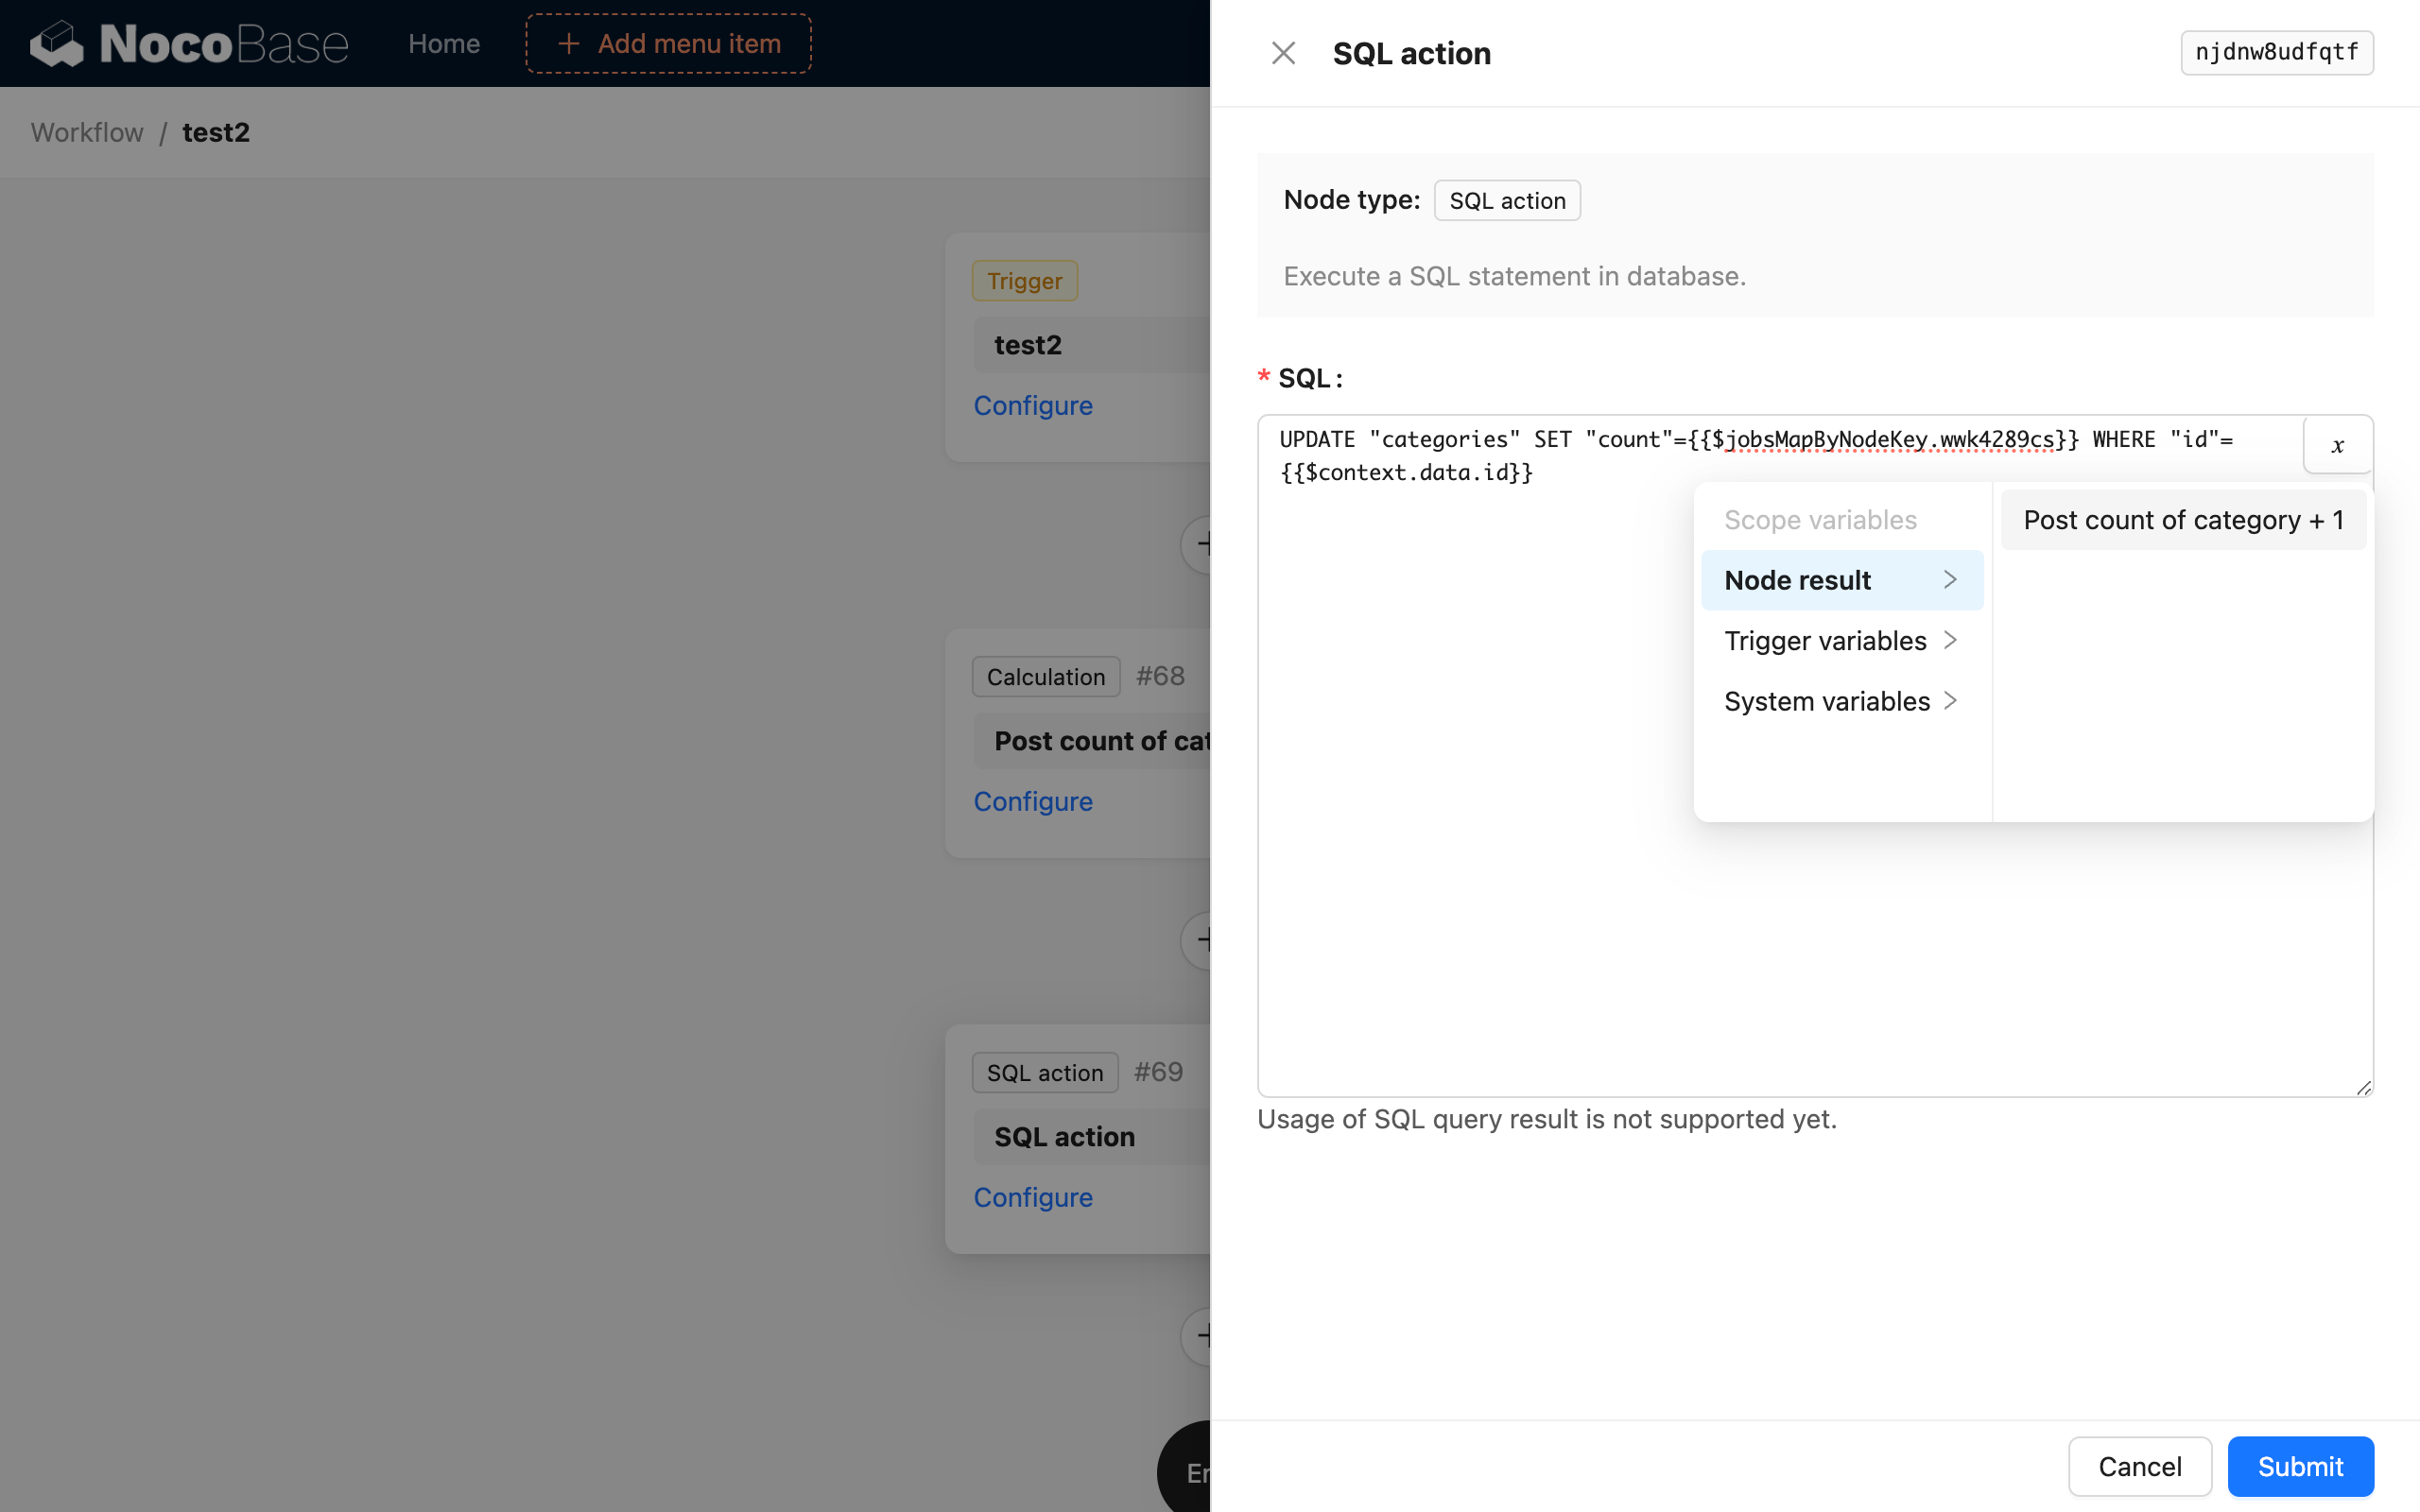 NocoBase
Home
+ Add menu item
Workflow / test2
Trigger
test2
Configure
Calculation #68
Post count of cat
Configure
SQL action #69
SQL action
Configure
SQL action
njdnw8udfqtf
Node type: SQL action
Execute a SQL statement in database.
* SQL:
UPDATE "categories" SET "count"={{$jobsMapByNodeKey.wwk4289cs}} WHERE "id"=
{{$context.data.id}}
x
Scope variables
Node result
Trigger variables
System variables
Post count of category + 1
Usage of SQL query result is not supported yet.
Cancel
Submit